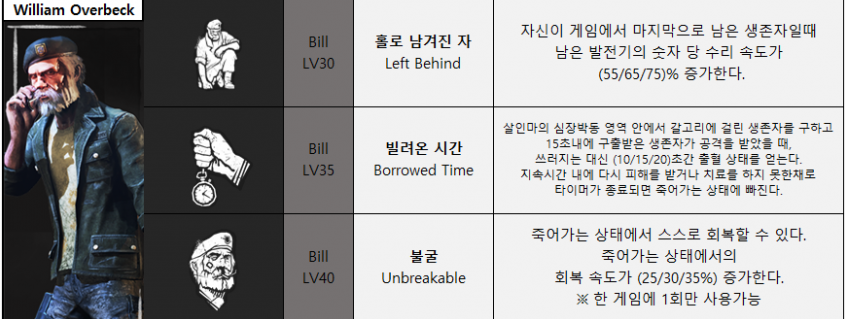 William Overbeck
Bill
LV30
홀로 남겨진 자
Left Behind
자신이 게임에서 마지막으로 남은 생존자일때
남은 발전기의 숫자 당 수리 속도가
(55/65/75)% 증가한다.
Bill
LV35
빌려온 시간
Borrowed Time
살인마의 심장박동 영역 안에서 갈고리에 걸린 생존자를 구하고
15초내에 구출받은 생존자가 공격을 받았을 때,
쓰러지는 대신 (10/15/20)초간 출혈 상태를 얻는다.
지속시간 내에 다시 피해를 받거나 치료를 하지 못한채로
타이머가 종료되면 죽어가는 상태에 빠진다.
Bill
LV40
불굴
Unbreakable
죽어가는 상태에서 스스로 회복할 수 있다.
죽어가는 상태에서의
회복 속도가 (25/30/35%) 증가한다.
※ 한 게임에 1회만 사용가능